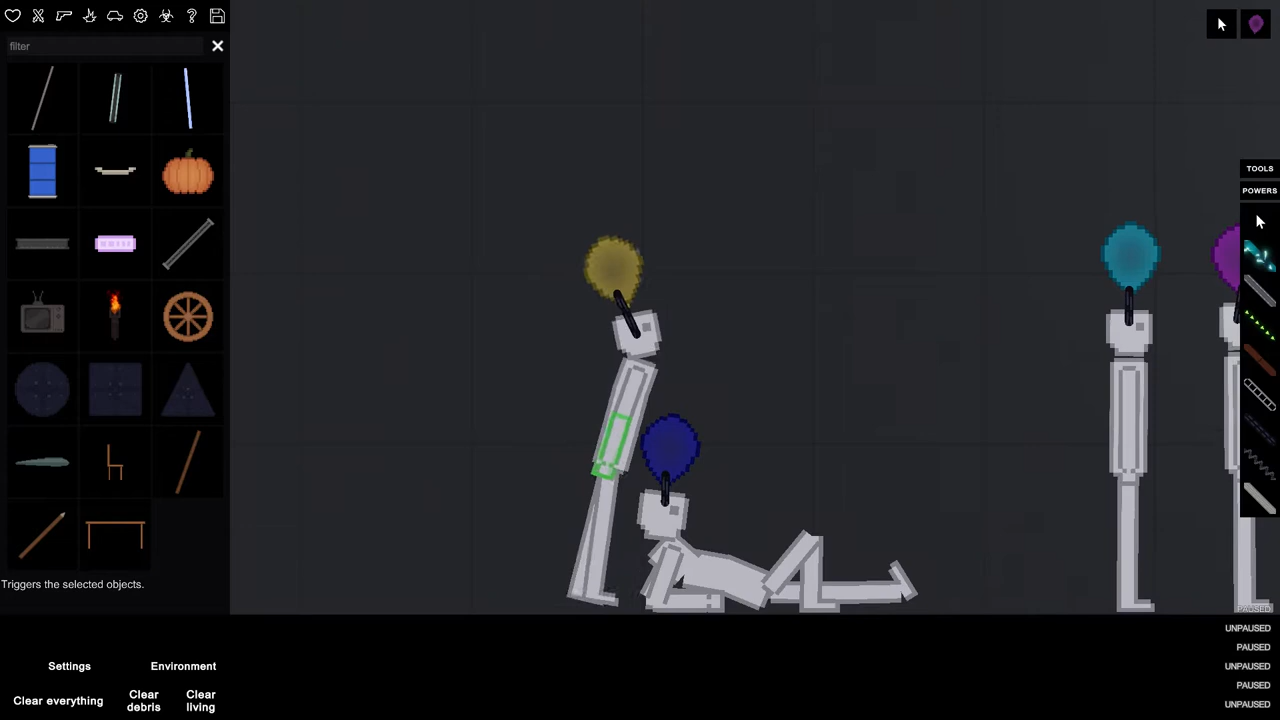 filter
TOOLS
POWERS
Triggers the selected objects.
PAUSED
UNPAUSED
PAUSED
UNPAUSED
PAUSED
UNPAUSED
Settings
Environment
Clear everything
Clear debris
Clear living